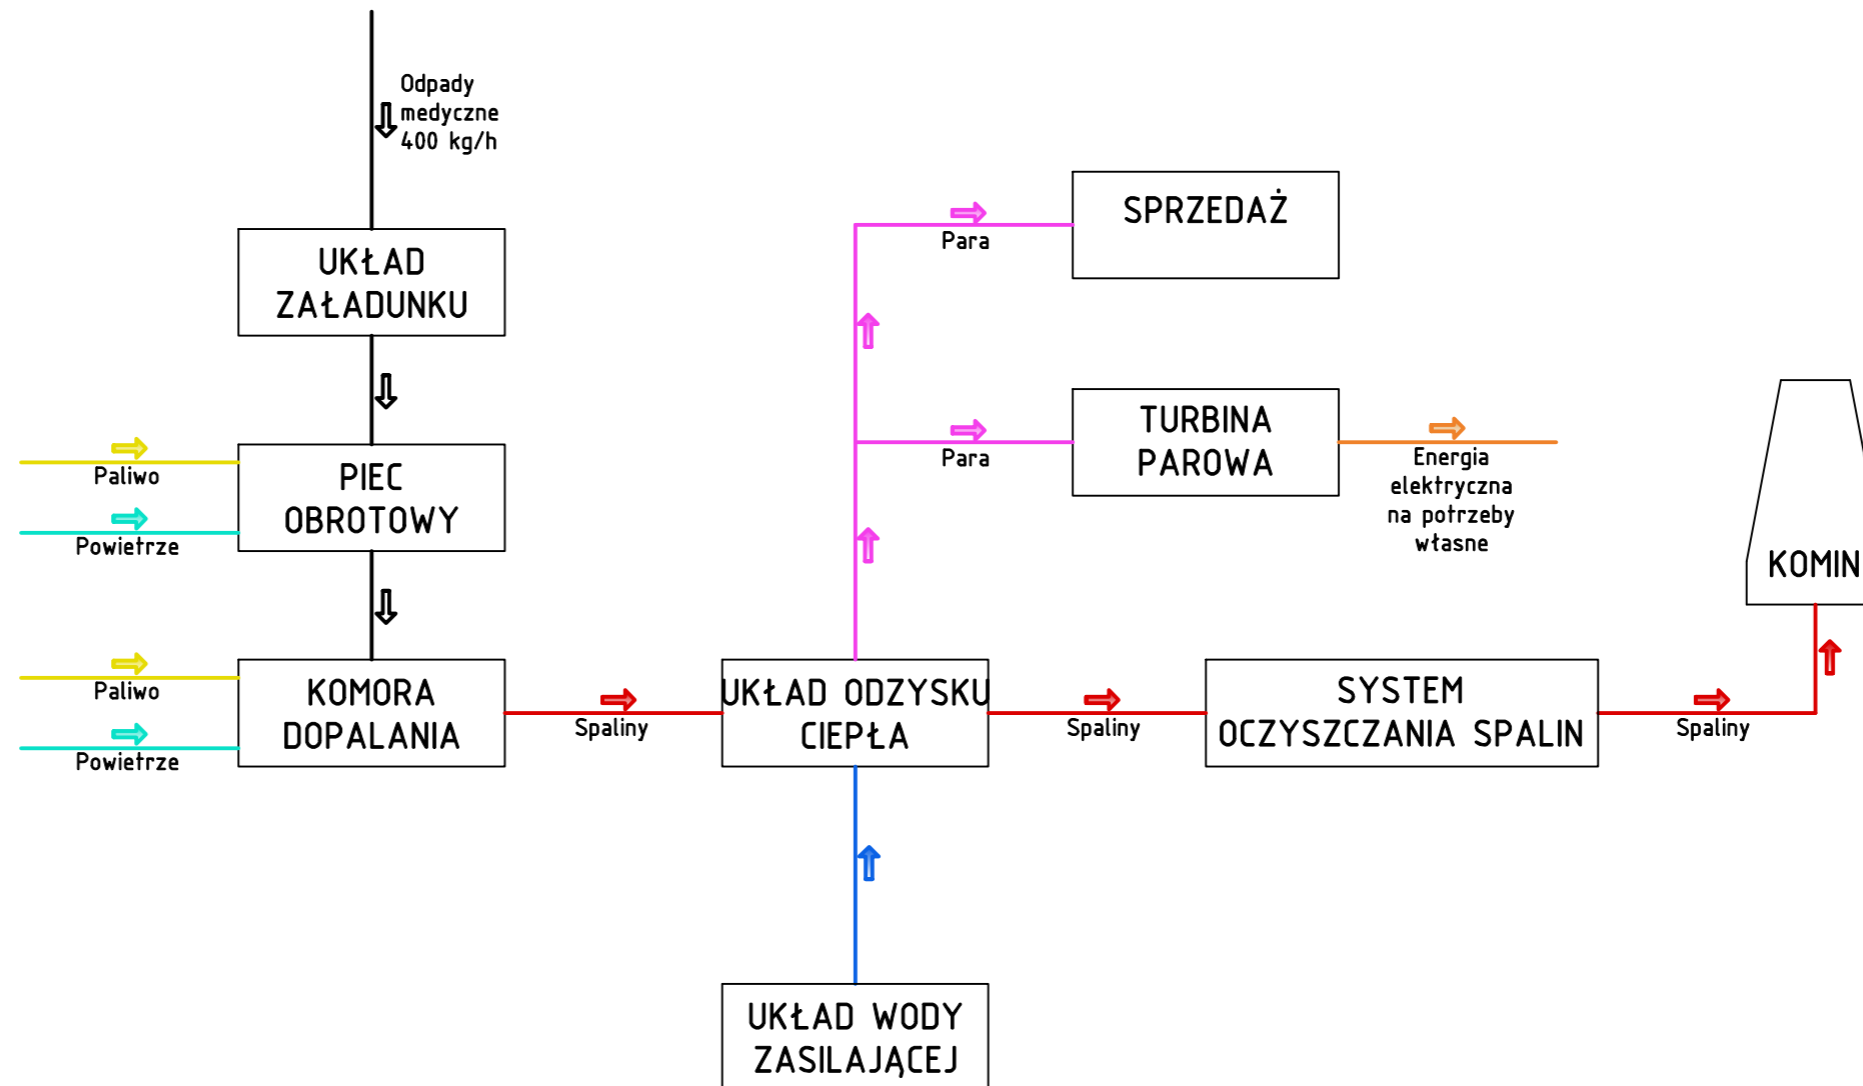 Odpady
medyczne
400 kg/h
UKŁAD
ZAŁADUNKU
Paliwo
Powietrze
PIEC
OBROTOWY
Paliwo
Powietrze
KOMORA
DOPALANIA
Spaliny
UKŁAD ODZYSKU
CIEPŁA
Para
SPRZEDAŻ
Para
TURBINA
PAROWA
Energia
elektryczna
na potrzeby
własne
Spaliny
SYSTEM
OCZYSZCZANIA SPALIN
Spaliny
KOMIN
UKŁAD WODY
ZASILAJĄCEJ